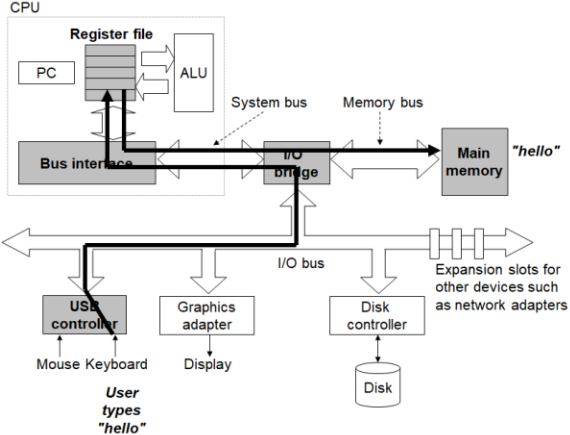 CPU
Register file
PC
ALU
System bus
Memory bus
Bus interface
I/O
bridge
Main
memory
"hello"
I/O bus
Expansion slots for
other devices such
as network adapters
USB
controller
Graphics
adapter
Disk
controller
Mouse Keyboard
Display
Disk
User
types
"hello"